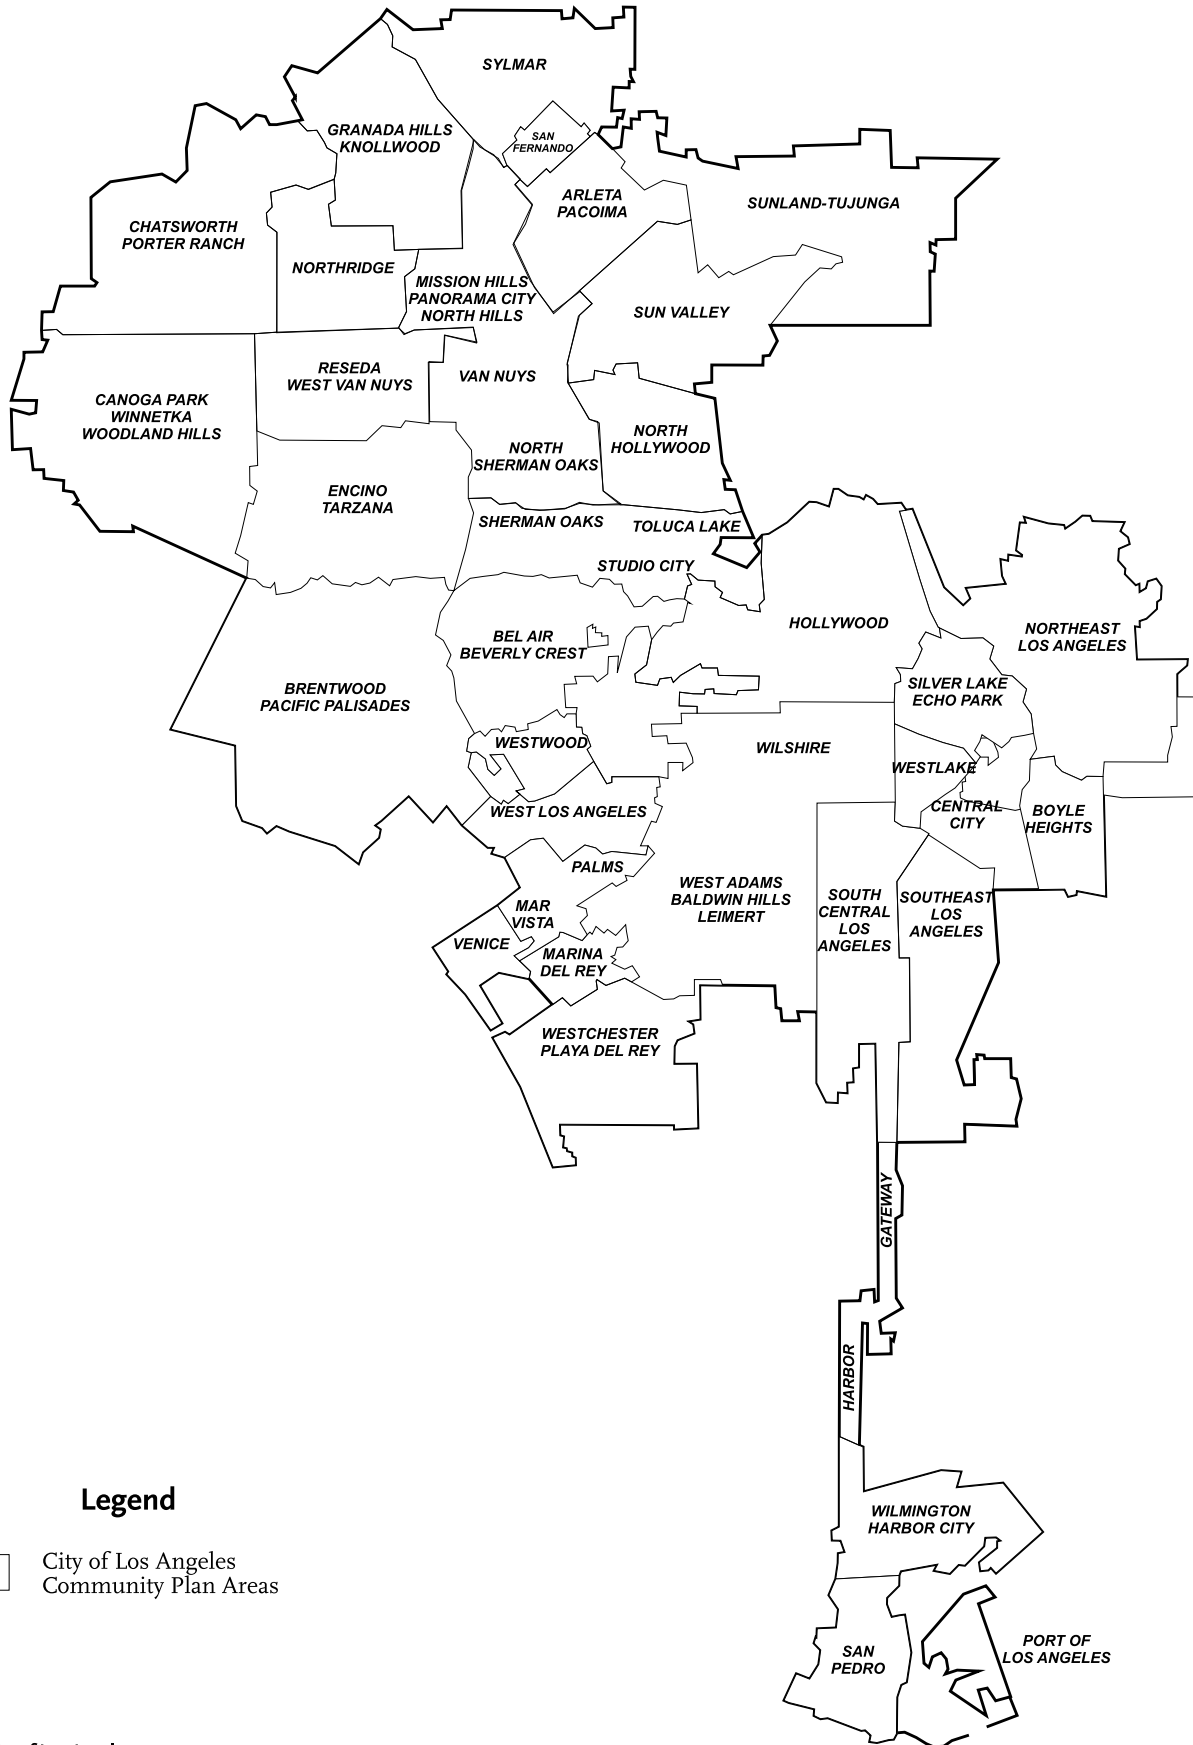 SYLMAR
GRANADA HILLS
KNOLLWOOD
SAN
FERNANDO
ARLETA
PACOIMA
SUNLAND-TUJUNGA
CHATSWORTH
PORTER RANCH
NORTHRIDGE
MISSION HILLS
PANORAMA CITY
NORTH HILLS
SUN VALLEY
RESEDA
WEST VAN NUYS
VAN NUYS
CANOGA PARK
WINNETKA
WOODLAND HILLS
NORTH
HOLLYWOOD
NORTH
SHERMAN OAKS
ENCINO
TARZANA
SHERMAN OAKS
TOLUCA LAKE
STUDIO CITY
HOLLYWOOD
NORTHEAST
LOS ANGELES
BEL AIR
BEVERLY CREST
BRENTWOOD
PACIFIC PALISADES
SILVER LAKE
ECHO PARK
WESTWOOD
WILSHIRE
WESTLAKE
WEST LOS ANGELES
CENTRAL
CITY
BOYLE
HEIGHTS
PALMS
WEST ADAMS
BALDWIN HILLS
LEIMERT
SOUTH
CENTRAL
LOS
ANGELES
SOUTHEAST
LOS
ANGELES
MAR
VISTA
VENICE
MARINA
DEL REY
WESTCHESTER
PLAYA DEL REY
GATEWAY
HARBOR
Legend
City of Los Angeles
Community Plan Areas
WILMINGTON
HARBOR CITY
SAN
PEDRO
PORT OF
LOS ANGELES